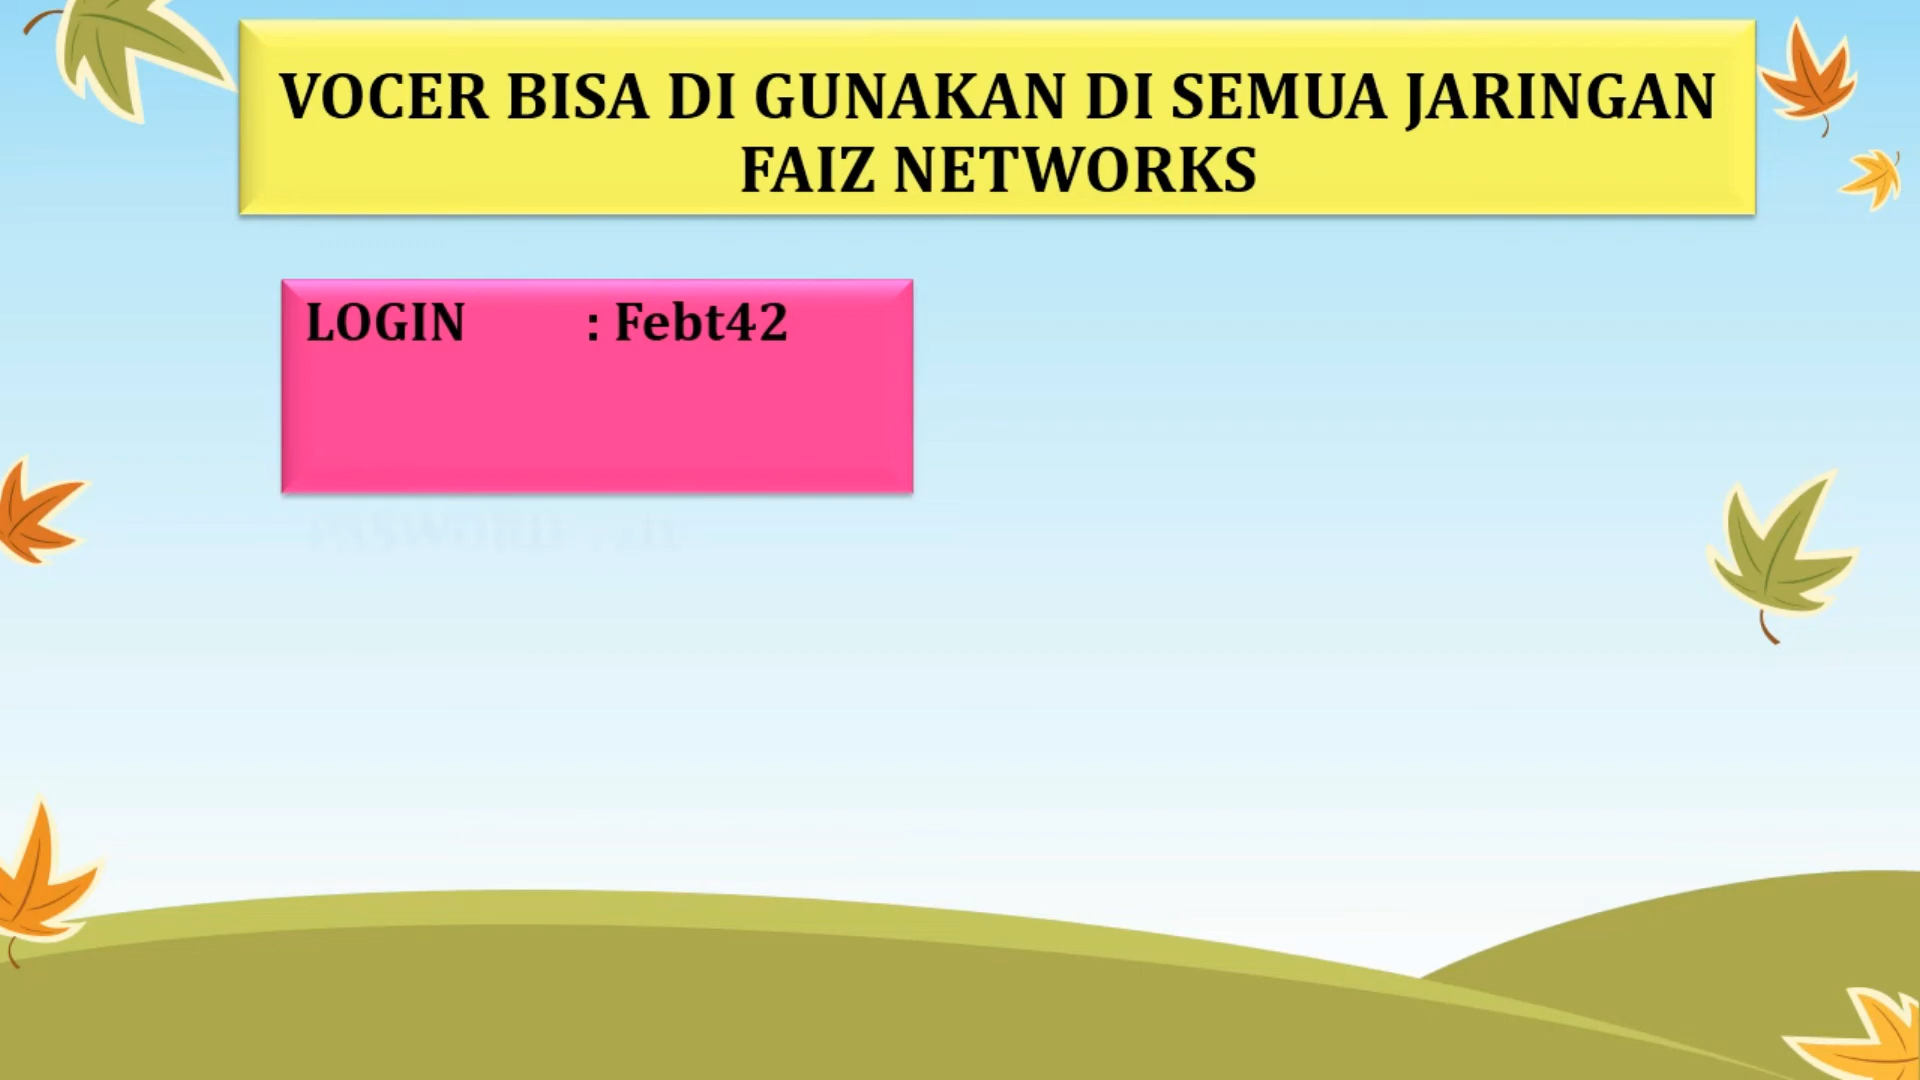 VOCER BISA DI GUNAKAN DI SEMUA JARINGAN
FAIZ NETWORKS
LOGIN : Febt42